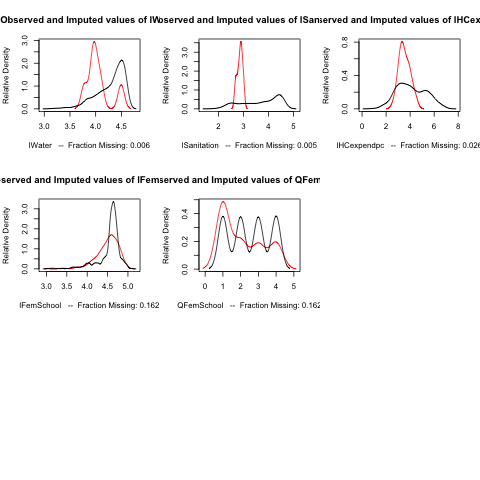 Observed and Imputed values of IW
bserved and Imputed values of ISan
served and Imputed values of IHCex
Relative Density
0.0 1.0 2.0 3.0
3.0 3.5 4.0 4.5
lWater -- Fraction Missing: 0.006
Relative Density
0.0 1.0 2.0 3.0
2 3 4 5
lSanitation -- Fraction Missing: 0.005
Relative Density
0.0 0.4 0.8
0 2 4 6 8
lHCexpendpc -- Fraction Missing: 0.026
served and Imputed values of lFem
served and Imputed values of QFem
Relative Density
0.0 1.0 2.0 3.0
3.0 3.5 4.0 4.5 5.0
lFemSchool -- Fraction Missing: 0.162
Relative Density
0.0 0.2 0.4
0 1 2 3 4 5
QFemSchool -- Fraction Missing: 0.162